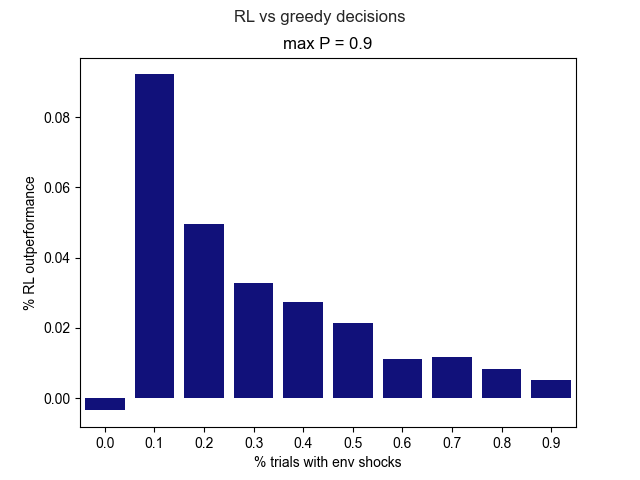 RL vs greedy decisions
max P = 0.9
% RL outperformance
0.08
0.06
0.04
0.02
0.00
0.0 0.1 0.2 0.3 0.4 0.5 0.6 0.7 0.8 0.9
% trials with env shocks